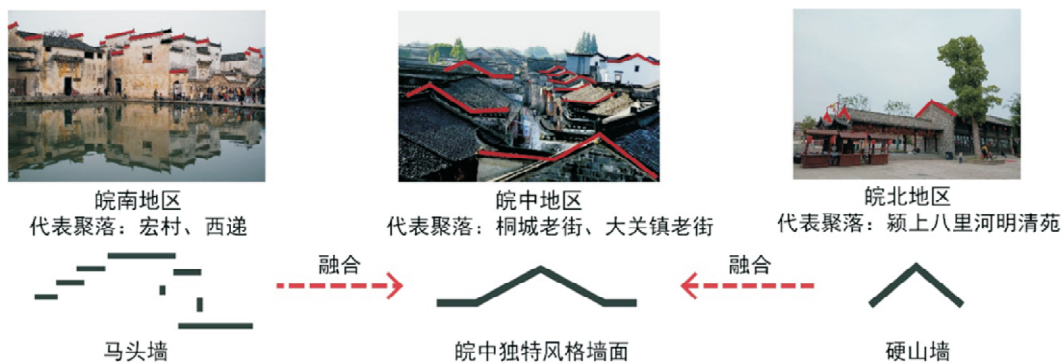 皖南地区
代表聚落：宏村、西递
皖中地区
代表聚落：桐城老街、大关镇老街
皖北地区
代表聚落：颍上八里河明清苑
融合
融合
马头墙
皖中独特风格墙面
硬山墙